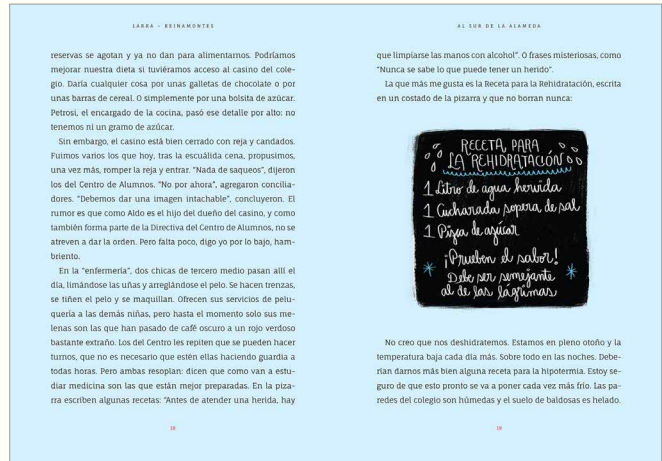 LARRA - REINAMONTES
reservas se agotan y ya no dan para alimentarnos. Podríamos
mejorar nuestra dieta si tuviéramos acceso al casino del cole-
gio. Daría cualquier cosa por unas galletas de chocolate o por
unas barras de cereal. O simplemente por una bolsita de azúcar.
Petrosi, el encargado de la cocina, pasó ese detalle por alto: no
tenemos ni un gramo de azúcar.
Sin embargo, el casino está bien cerrado con reja y candados.
Fuimos varios los que hoy, tras la escuálida cena, propusimos,
una vez más, romper la reja y entrar. "Nada de saqueos", dijeron
los del Centro de Alumnos. "No por ahora", agregaron concilia-
dores. "Debemos dar una imagen intachable", concluyeron. El
rumor es que como Aldo es el hijo del dueño del casino, y como
también forma parte de la Directiva del Centro de Alumnos, no se
atreven a dar la orden. Pero falta poco, digo yo por lo bajo, ham-
briento.
En la "enfermería", dos chicas de tercero medio pasan allí el
día, limándose las uñas y arreglándose el pelo. Se hacen trenzas,
se tiñen el pelo y se maquillan. Ofrecen sus servicios de pelu-
quería a las demás niñas, pero hasta el momento solo sus me-
lenas son las que han pasado de café oscuro a un rojo verdoso
bastante extraño. Los del Centro les repiten que se pueden hacer
turnos, que no es necesario que estén ellas haciendo guardia a
todas horas. Pero ambas resoplan: dicen que como van a estu-
diar medicina son las que están mejor preparadas. En la piza-
rra escriben algunas recetas: "Antes de atender una herida, hay
AL SUR DE LA ALAMEDA
que limpiarse las manos con alcohol". O frases misteriosas, como
"Nunca se sabe lo que puede tener un herido".
La que más me gusta es la Receta para la Rehidratación, escrita
en un costado de la pizarra y que no borran nunca:
RECETA PARA
LA REHIDRATACIÓN
1 Litro de agua hervida
1 Cucharada sopera de sal
1 Pizca de azúcar
¡Prueben el sabor!
Debe ser semejante
al de las lágrimas
No creo que nos deshidratemos. Estamos en pleno otoño y la
temperatura baja cada día más. Sobre todo en las noches. Debe-
rían darnos más bien alguna receta para la hipotermia. Estoy se-
guro de que esto pronto se va a poner cada vez más frío. Las pa-
redes del colegio son húmedas y el suelo de baldosas es helado.